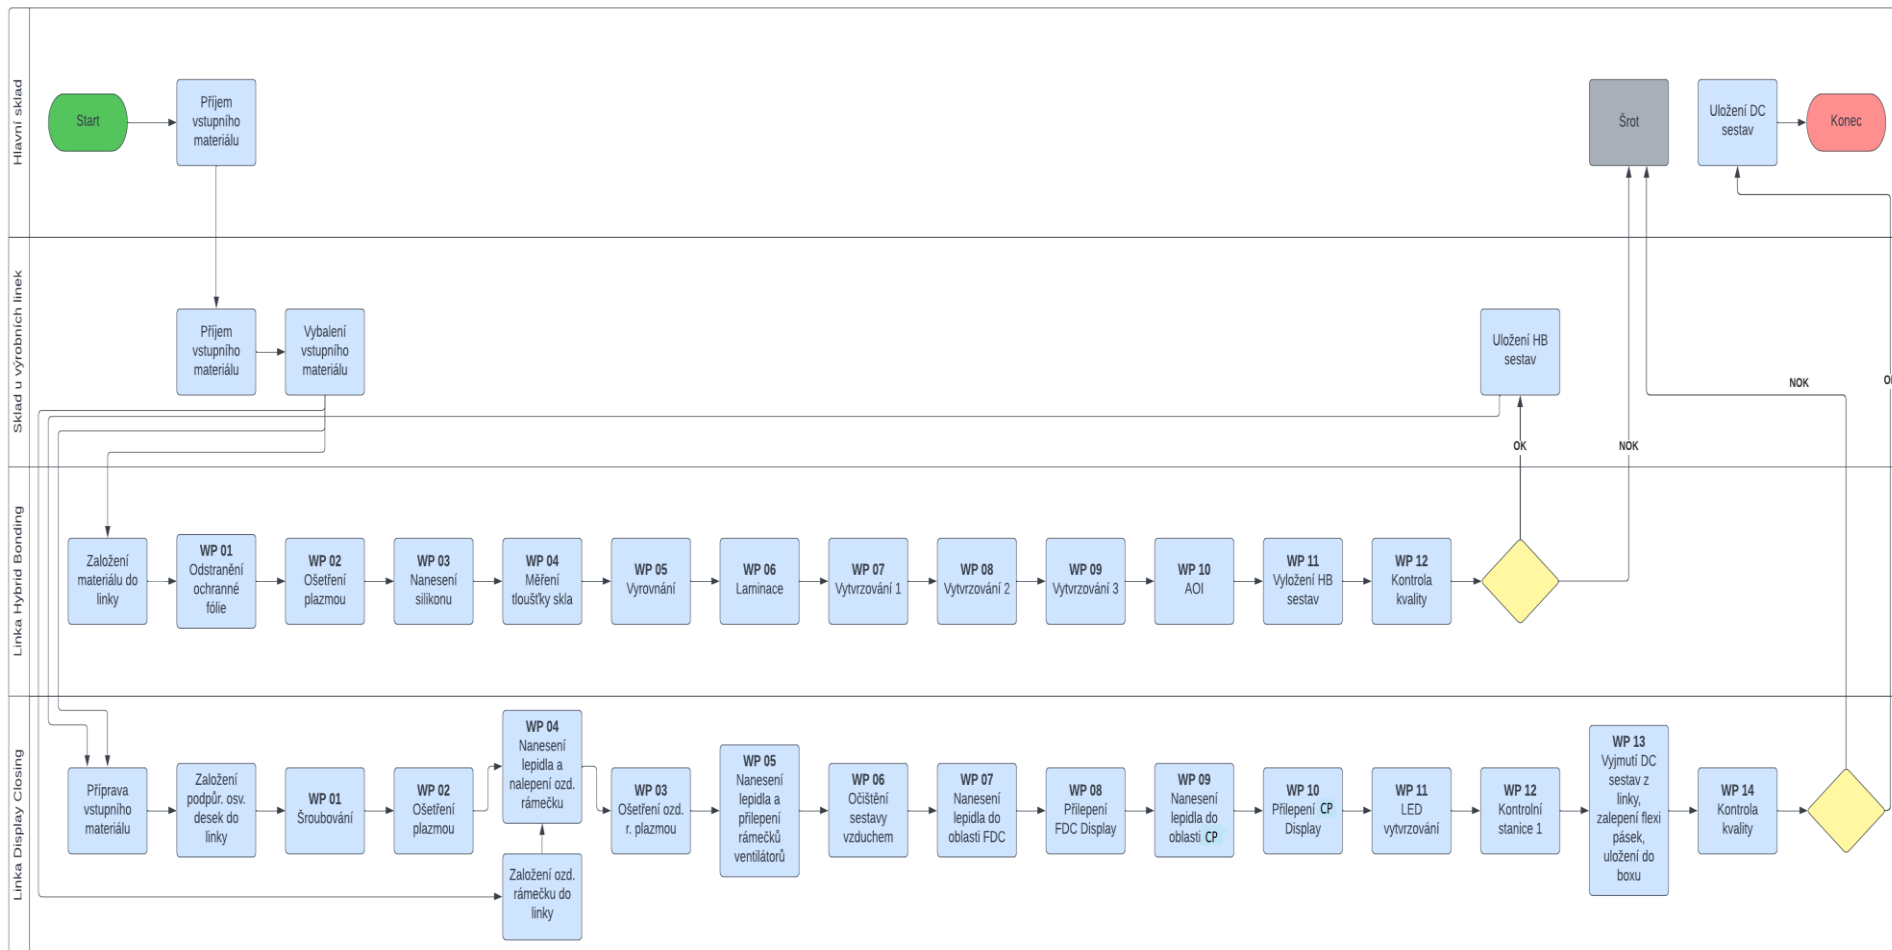 Hlavní sklad
Start
Příjem
vstupního
materiálu
Šrot
Uložení DC
sestav
Konec
Sklad u výrobních linek
Příjem
vstupního
materiálu
Vybalení
vstupního
materiálu
Uložení HB
sestav
NOK
OK
NOK
Linka Hybrid Bonding
Založení
materiálu do
linky
WP 01
Odstranění
ochranné
fólie
WP 02
Ošetření
plazmou
WP 03
Nanesení
silikonu
WP 04
Měření
tloušťky skla
WP 05
Vyrovnání
WP 06
Laminace
WP 07
Vytvrzování 1
WP 08
Vytvrzování 2
WP 09
Vytvrzování 3
WP 10
AOI
WP 11
Vyložení HB
sestav
WP 12
Kontrola
kvality
Linka Display Closing
Příprava
vstupního
materiálu
Založení
podpůr. osv.
desek do
linky
WP 01
Šroubování
WP 02
Ošetření
plazmou
WP 04
Nanesení
lepidla a
nalepení ozd.
rámečku
Založení ozd.
rámečku do
linky
WP 03
Ošetření ozd.
r. plazmou
WP 05
Nanesení
lepidla a
přilepení
rámečků
ventilátorů
WP 06
Očištění
sestavy
vzduchem
WP 07
Nanesení
lepidla do
oblasti FDC
WP 08
Přilepení
FDC Display
WP 09
Nanesení
lepidla do
oblasti CP
WP 10
Přilepení CP
Display
WP 11
LED
vytvrzování
WP 12
Kontrolní
stanice 1
WP 13
Vyjmutí DC
sestav z
linky,
zalepení flexi
pásek,
uložení do
boxu
WP 14
Kontrola
kvality